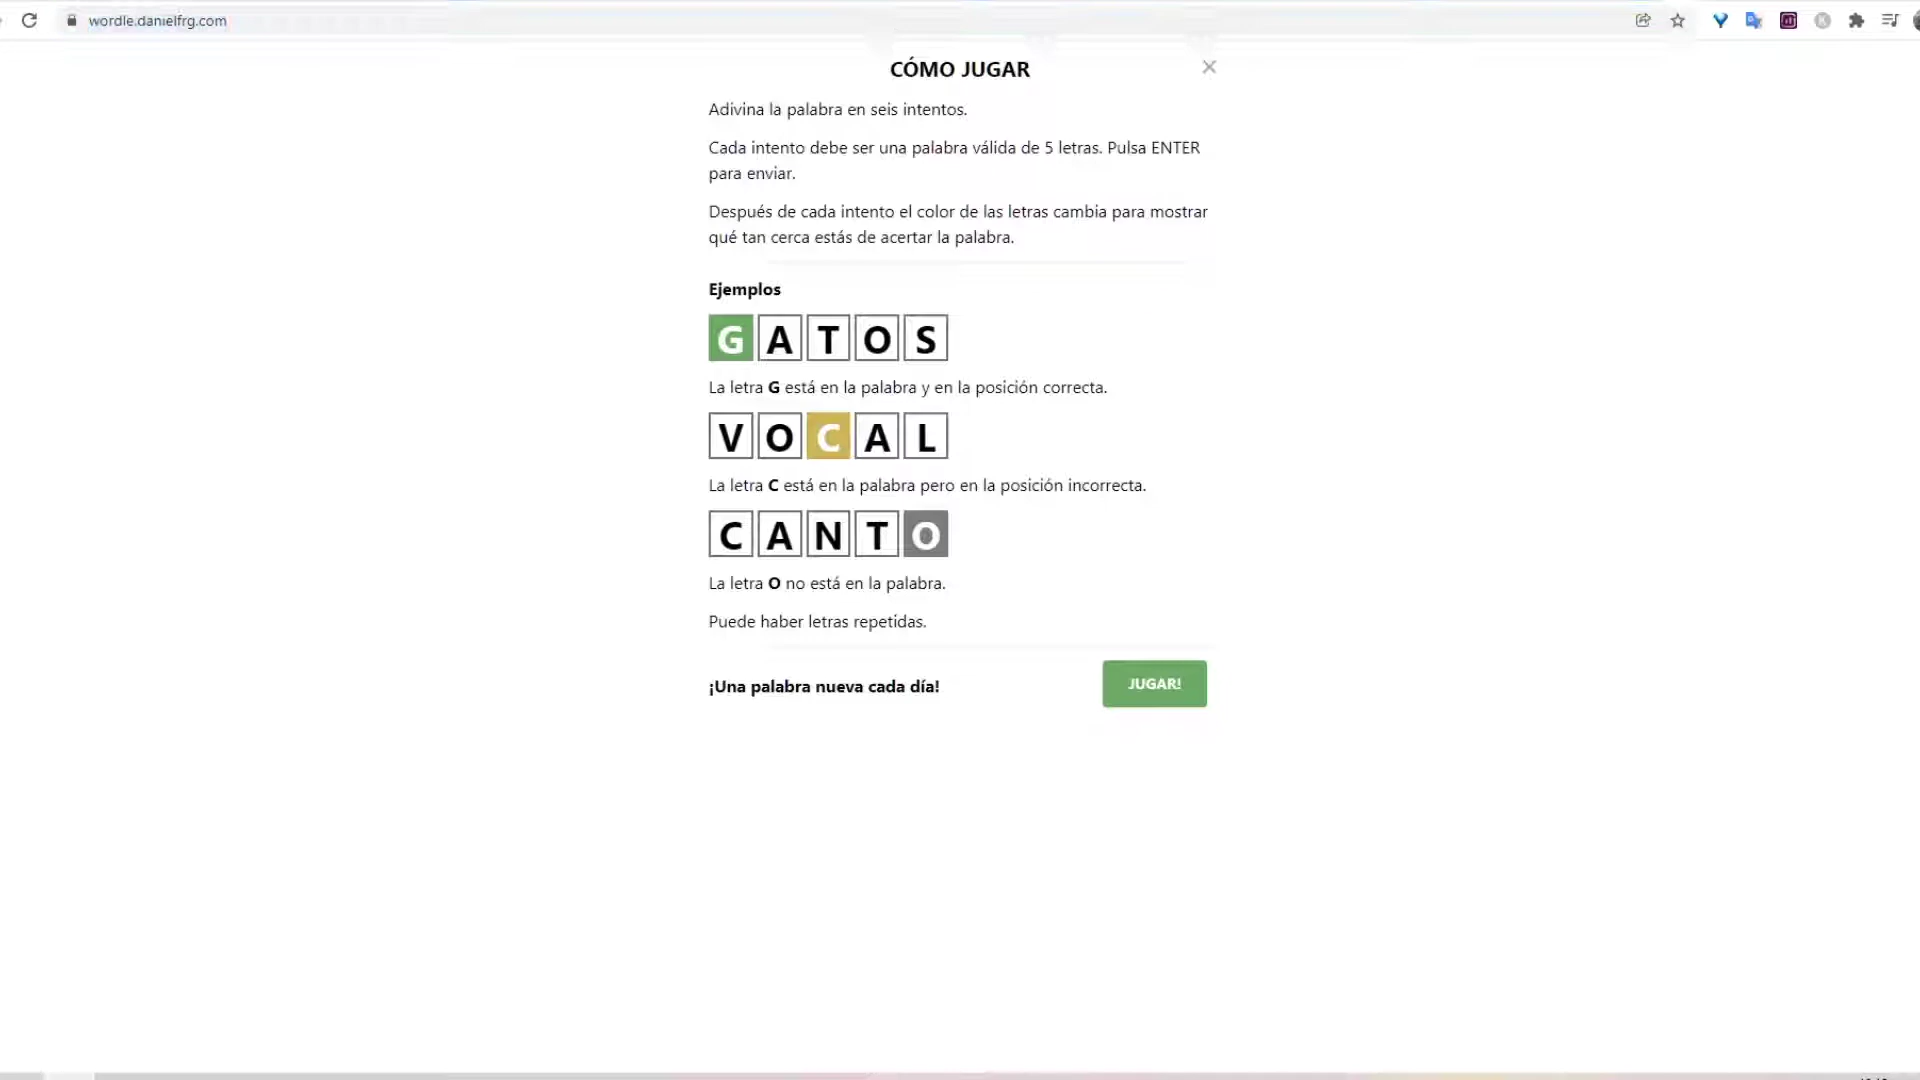 wordle.danielfrg.com
CÓMO JUGAR
Adivina la palabra en seis intentos.
Cada intento debe ser una palabra válida de 5 letras. Pulsa ENTER
para enviar.
Después de cada intento el color de las letras cambia para mostrar
qué tan cerca estás de acertar la palabra.
Ejemplos
GATOS
La letra G está en la palabra y en la posición correcta.
VOCAL
La letra C está en la palabra pero en la posición incorrecta.
CANTO
La letra O no está en la palabra.
Puede haber letras repetidas.
¡Una palabra nueva cada día!
JUGAR!